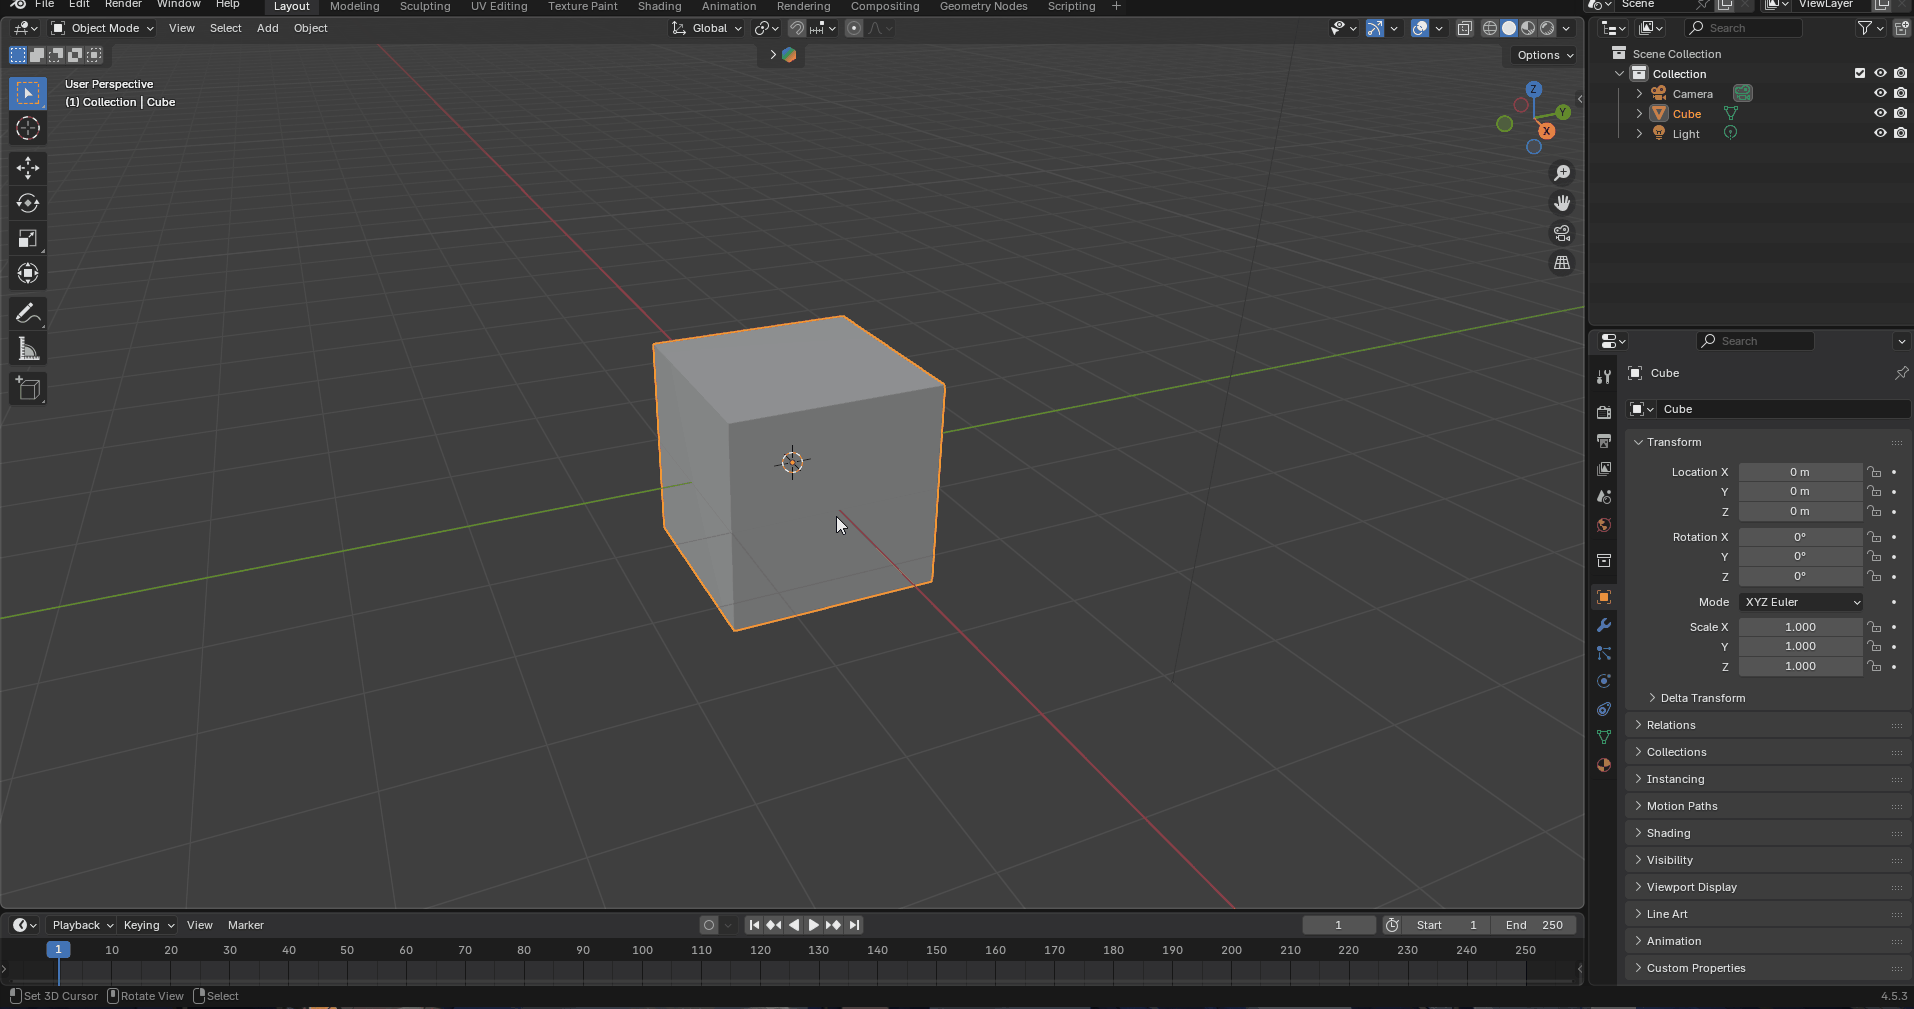 File Edit Render Window Help Layout Modeling Sculpting UV Editing Texture Paint Shading Animation Rendering Compositing Geometry Nodes Scripting + Scene ViewLayer
Object Mode View Select Add Object Global Search
Options
User Perspective
(1) Collection | Cube
Z
Y
X
Scene Collection
Collection
Camera
Cube
Light
Search
Cube
Cube
Transform
Location X 0 m
Y 0 m
Z 0 m
Rotation X 0°
Y 0°
Z 0°
Mode XYZ Euler
Scale X 1.000
Y 1.000
Z 1.000
Delta Transform
Relations
Collections
Instancing
Motion Paths
Shading
Visibility
Viewport Display
Line Art
Animation
Custom Properties
Playback Keying View Marker 1 Start 1 End 250
1 10 20 30 40 50 60 70 80 90 100 110 120 130 140 150 160 170 180 190 200 210 220 230 240 250
Set 3D Cursor Rotate View Select 4.5.3